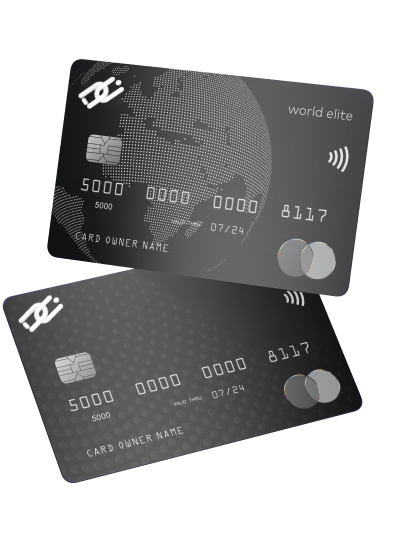 world elite
5000 0000 0000 8117
5000
VALID THRU 07/24
CARD OWNER NAME
5000 0000 0000 8117
5000
VALID THRU 07/24
CARD OWNER NAME